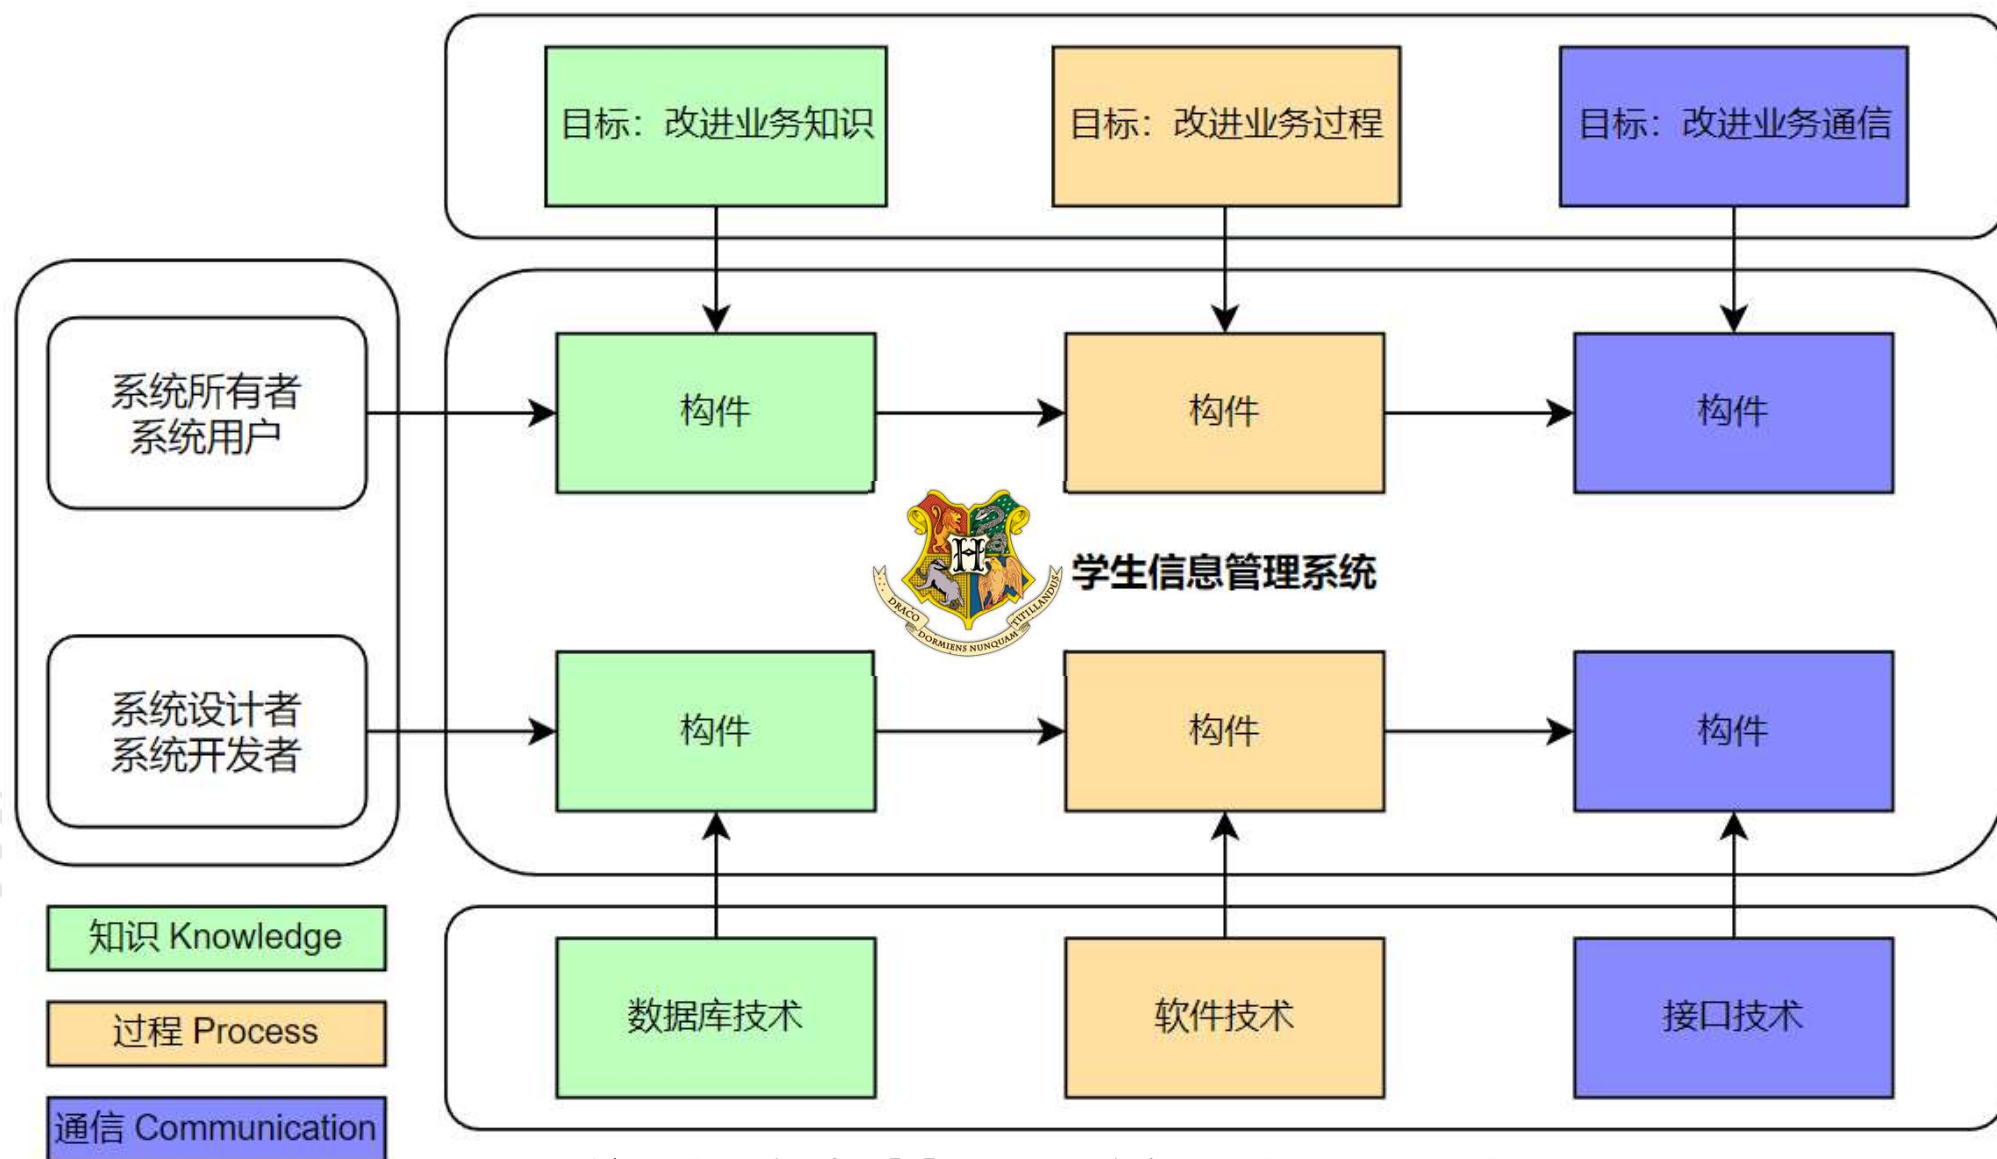 目标：改进业务知识
目标：改进业务过程
目标：改进业务通信
系统所有者
系统用户
构件
构件
构件
DRACO DORMIENS NUNQUAM TITILLANDUS
H
学生信息管理系统
系统设计者
系统开发者
构件
构件
构件
知识 Knowledge
过程 Process
通信 Communication
数据库技术
软件技术
接口技术